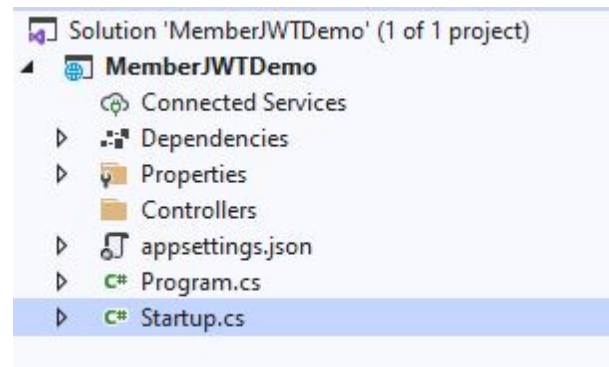 Solution 'MemberJWTDemo' (1 of 1 project)
MemberJWTDemo
Connected Services
Dependencies
Properties
Controllers
appsettings.json
C# Program.cs
C# Startup.cs